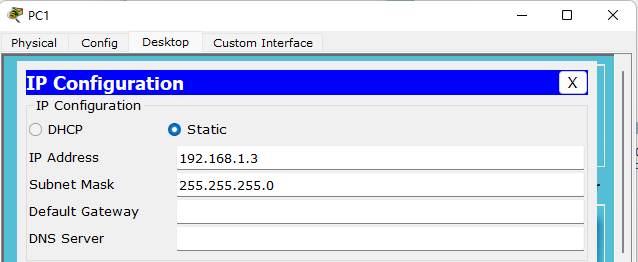 PC1
Physical Config Desktop Custom Interface
IP Configuration X
IP Configuration
DHCP Static
IP Address 192.168.1.3
Subnet Mask 255.255.255.0
Default Gateway
DNS Server